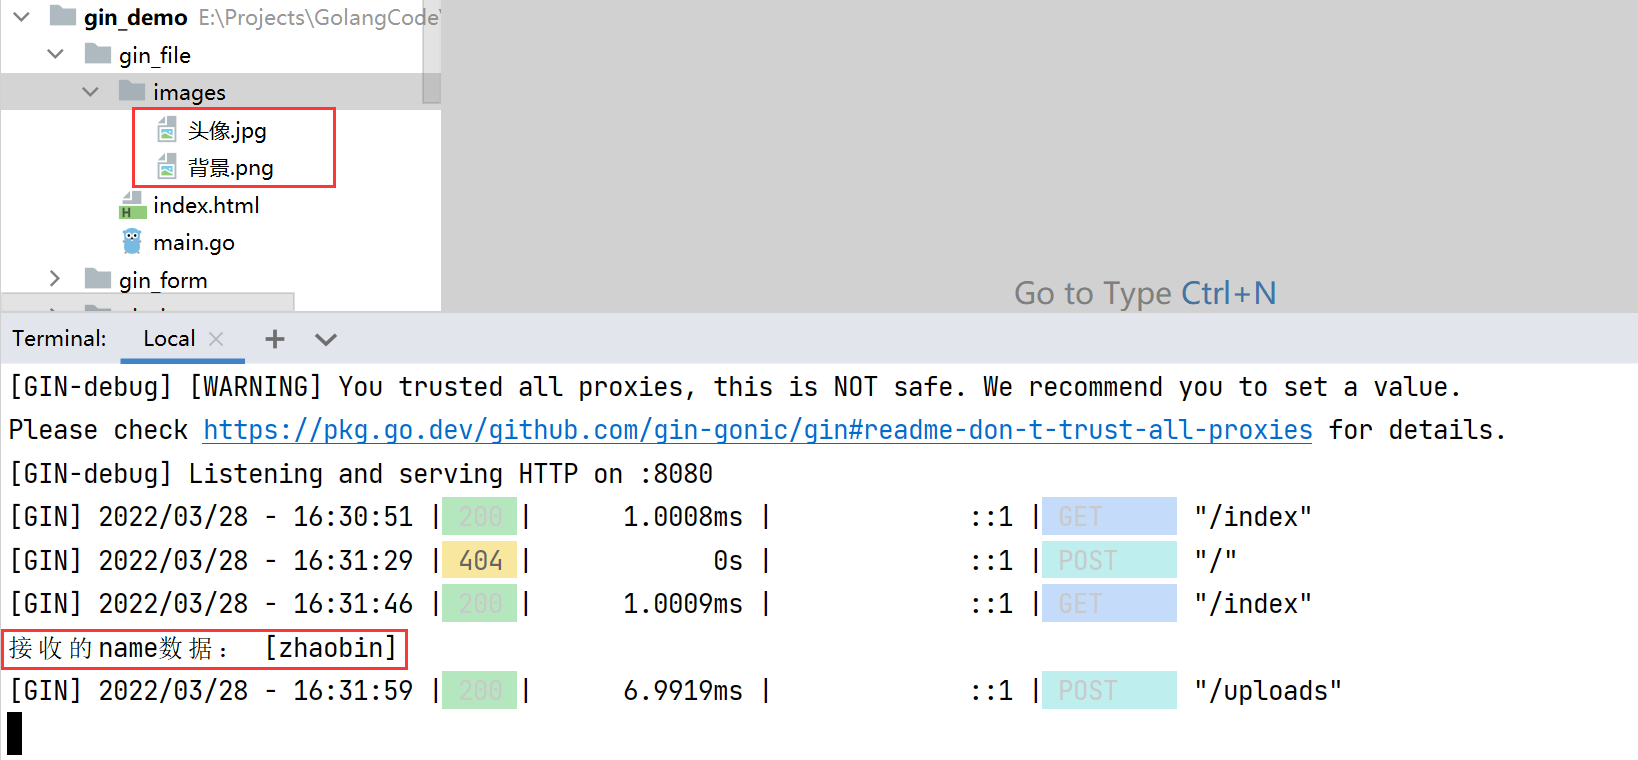 gin_demo E:\Projects\GolangCode
gin_file
images
头像.jpg
背景.png
index.html
main.go
gin_form
Go to Type Ctrl+N
Terminal: Local
[GIN-debug] [WARNING] You trusted all proxies, this is NOT safe. We recommend you to set a value.
Please check https://pkg.go.dev/github.com/gin-gonic/gin#readme-don-t-trust-all-proxies for details.
[GIN-debug] Listening and serving HTTP on :8080
[GIN] 2022/03/28 - 16:30:51 | 200 | 1.0008ms | ::1 | GET "/index"
[GIN] 2022/03/28 - 16:31:29 | 404 | 0s | ::1 | POST "/"
[GIN] 2022/03/28 - 16:31:46 | 200 | 1.0009ms | ::1 | GET "/index"
接收的name数据： [zhaobin]
[GIN] 2022/03/28 - 16:31:59 | 200 | 6.9919ms | ::1 | POST "/uploads"